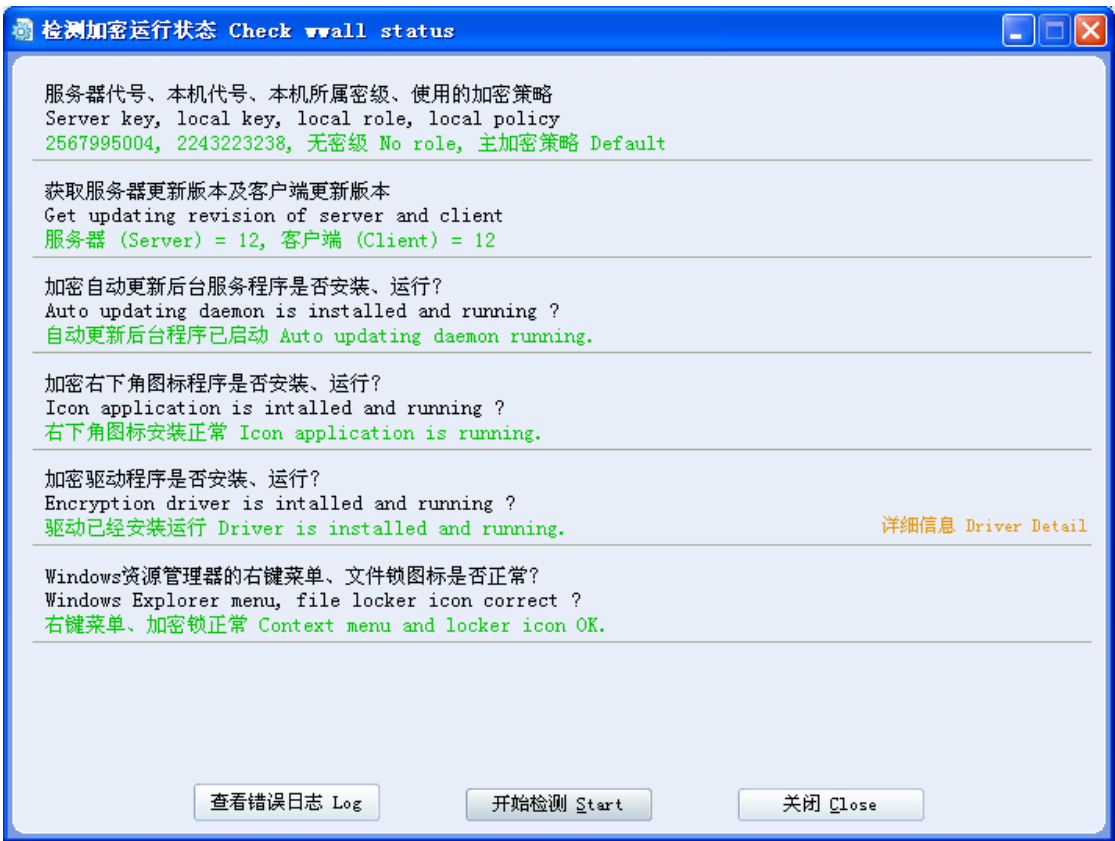 检测加密运行状态 Check wwall status
服务器代号、本机代号、本机所属密级、使用的加密策略
Server key, local key, local role, local policy
2567995004, 2243223238, 无密级 No role, 主加密策略 Default
获取服务器更新版本及客户端更新版本
Get updating revision of server and client
服务器 (Server) = 12, 客户端 (Client) = 12
加密自动更新后台服务程序是否安装、运行?
Auto updating daemon is installed and running ?
自动更新后台程序已启动 Auto updating daemon running.
加密右下角图标程序是否安装、运行?
Icon application is intalled and running ?
右下角图标安装正常 Icon application is running.
加密驱动程序是否安装、运行?
Encryption driver is intalled and running ?
驱动已经安装运行 Driver is installed and running.
详细信息 Driver Detail
Windows资源管理器的右键菜单、文件锁图标是否正常?
Windows Explorer menu, file locker icon correct ?
右键菜单、加密锁正常 Context menu and locker icon OK.
查看错误日志 Log
开始检测 Start
关闭 Close